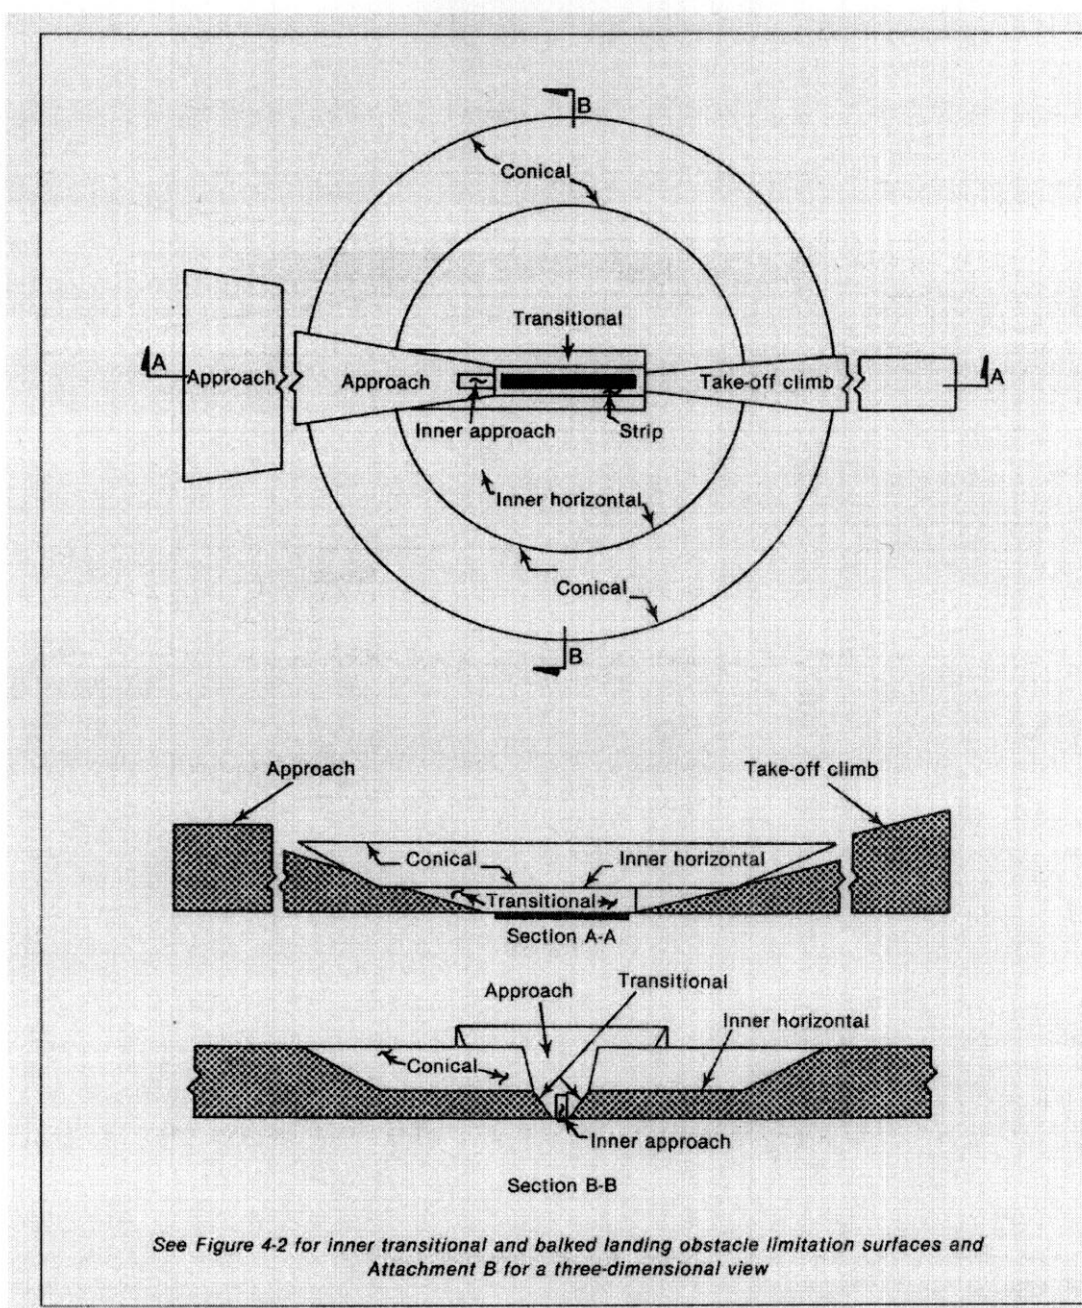 B
Conical
Transitional
A
Approach
Approach
Take-off climb
A
Inner approach
Strip
Inner horizontal
Conical
B
Approach
Take-off climb
Conical
Inner horizontal
Transitional
Section A-A
Transitional
Approach
Inner horizontal
Conical
Inner approach
Section B-B
See Figure 4-2 for inner transitional and balked landing obstacle limitation surfaces and
Attachment B for a three-dimensional view